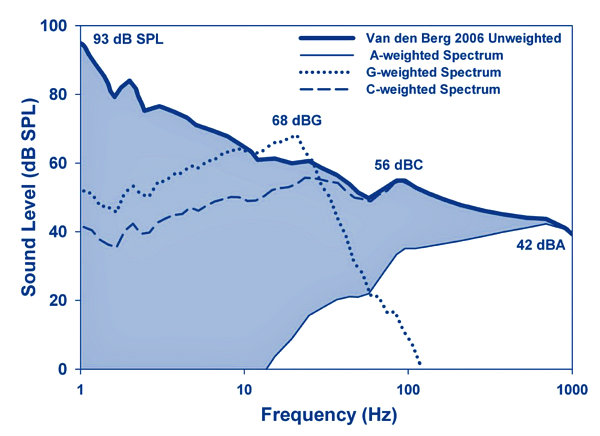 100
93 dB SPL
Van den Berg 2006 Unweighted
A-weighted Spectrum
G-weighted Spectrum
C-weighted Spectrum
80
68 dBG
60
56 dBC
40
42 dBA
20
0
Sound Level (dB SPL)
1
10
100
1000
Frequency (Hz)